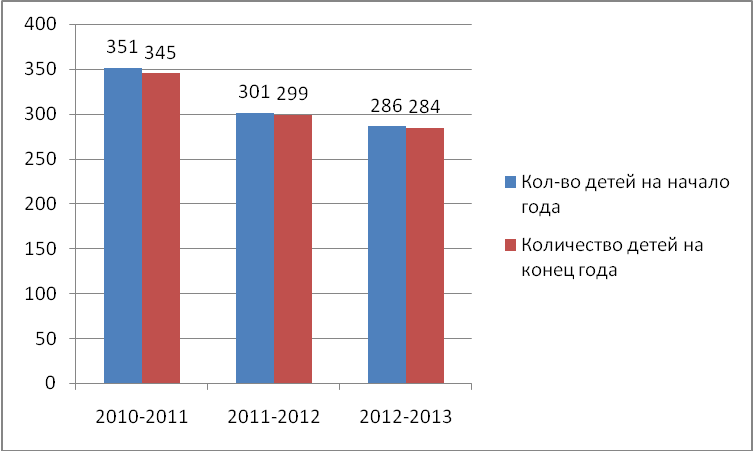 400
350
300
250
200
150
100
50
0
351 345
301 299
286 284
2010-2011 2011-2012 2012-2013
Кол-во детей на начало
года
Количество детей на
конец года